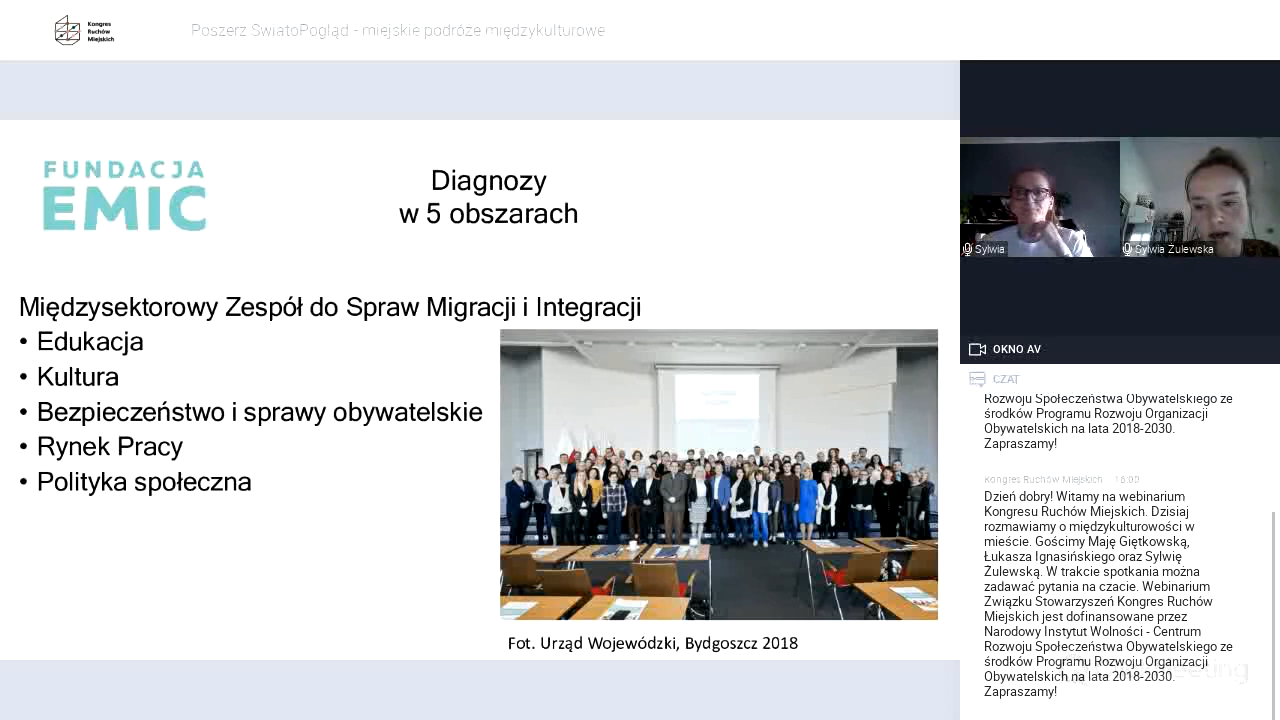 Kongres
Ruchów
Miejskich
Poszerz SwiatoPogląd - miejskie podróże międzykulturowe
FUNDACJA
EMIC
Diagnozy
w 5 obszarach
Międzysektorowy Zespół do Spraw Migracji i Integracji
• Edukacja
• Kultura
• Bezpieczeństwo i sprawy obywatelskie
• Rynek Pracy
• Polityka społeczna
Fot. Urząd Wojewódzki, Bydgoszcz 2018
Sylwia
Sylwia Żulewska
OKNO AV
CZAT
Rozwoju Społeczeństwa Obywatelskiego ze
środków Programu Rozwoju Organizacji
Obywatelskich na lata 2018-2030.
Zapraszamy!
Kongres Ruchów Miejskich 16:00
Dzień dobry! Witamy na webinarium
Kongresu Ruchów Miejskich. Dzisiaj
rozmawiamy o międzykulturowości w
mieście. Gościmy Maję Giętkowską,
Łukasza Ignasińskiego oraz Sylwię
Żulewską. W trakcie spotkania można
zadawać pytania na czacie. Webinarium
Związku Stowarzyszeń Kongres Ruchów
Miejskich jest dofinansowane przez
Narodowy Instytut Wolności - Centrum
Rozwoju Społeczeństwa Obywatelskiego ze
środków Programu Rozwoju Organizacji
Obywatelskich na lata 2018-2030.
Zapraszamy!